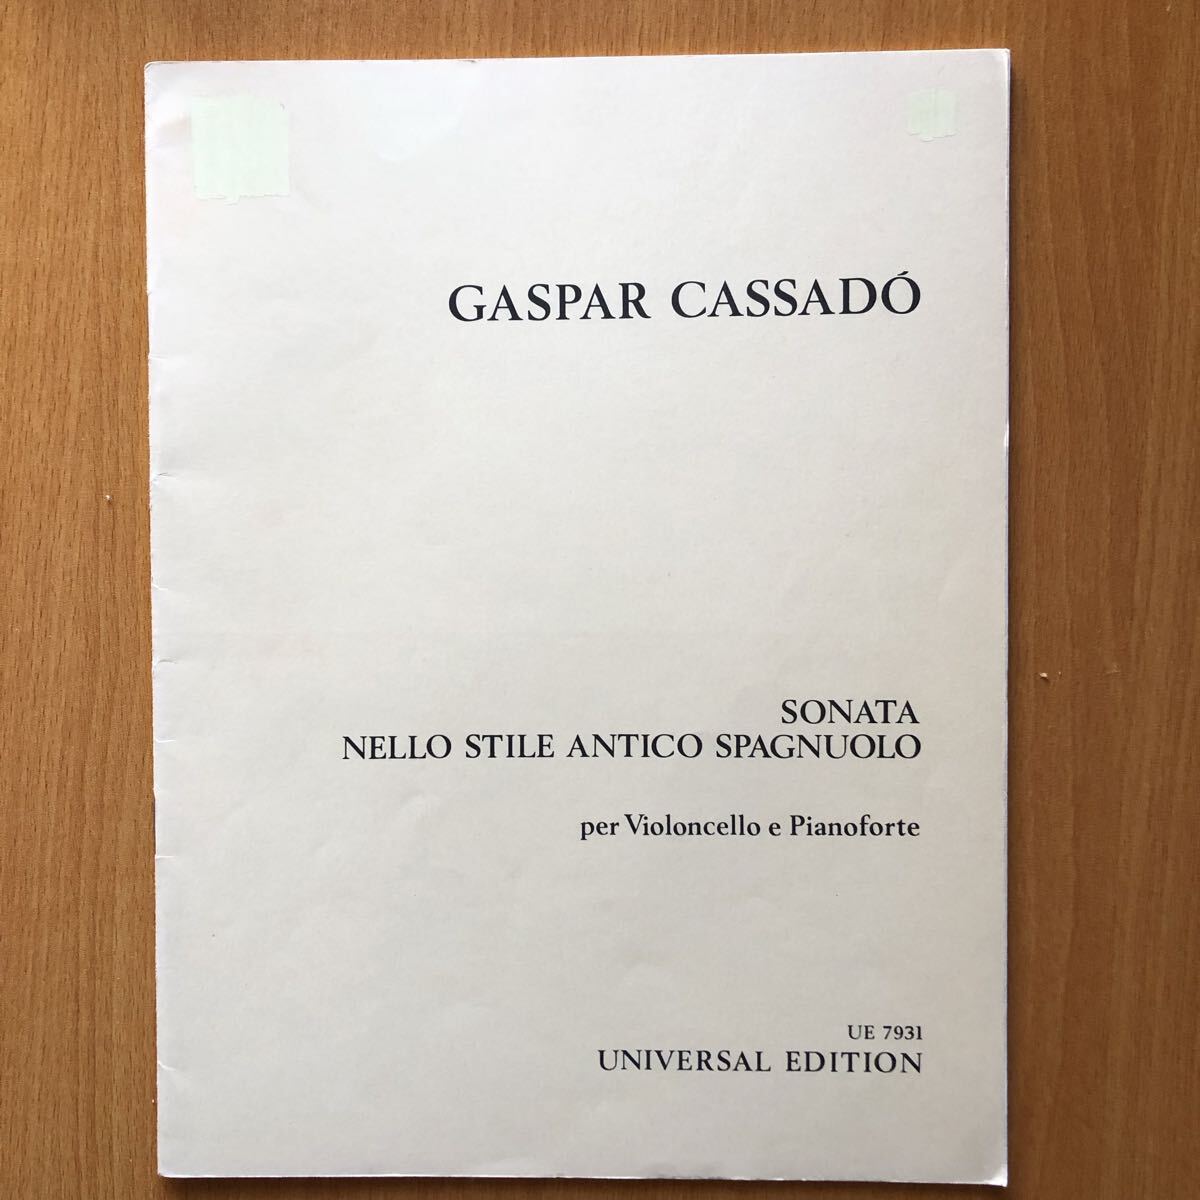 GASPAR CASSADÓ
SONATA
NELLO STILE ANTICO SPAGNUOLO
per Violoncello e Pianoforte
UE 7931
UNIVERSAL EDITION